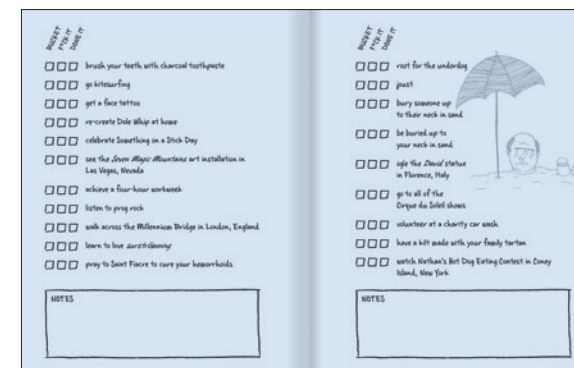 BUCKET
F*CK IT
DONE IT
brush your teeth with charcoal toothpaste
go kitesurfing
get a face tattoo
re-create Dole Whip at home
celebrate Something on a Stick Day
see the Seven Magic Mountains art installation in
Las Vegas, Nevada
achieve a four-hour workweek
listen to prog rock
walk across the Millennium Bridge in London, England
learn to love
pray to Saint Fiacre to cure your hemorrhoids
NOTES
BUCKET
F*CK IT
DONE IT
root for the underdog
joust
bury someone up
to their neck in sand
be buried up to
your neck in sand
ogle the David statue
in Florence, Italy
go to all of the
Cirque du Soleil shows
volunteer at a charity car wash
have a kilt made with your family tartan
watch Nathan's Hot Dog Eating Contest in Coney
Island, New York
NOTES